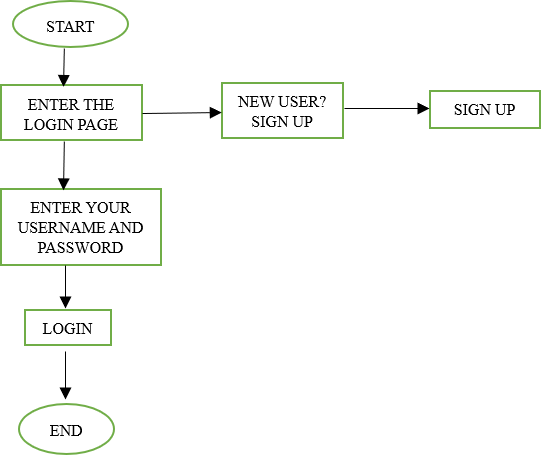 START
ENTER THE
LOGIN PAGE
NEW USER?
SIGN UP
SIGN UP
ENTER YOUR
USERNAME AND
PASSWORD
LOGIN
END